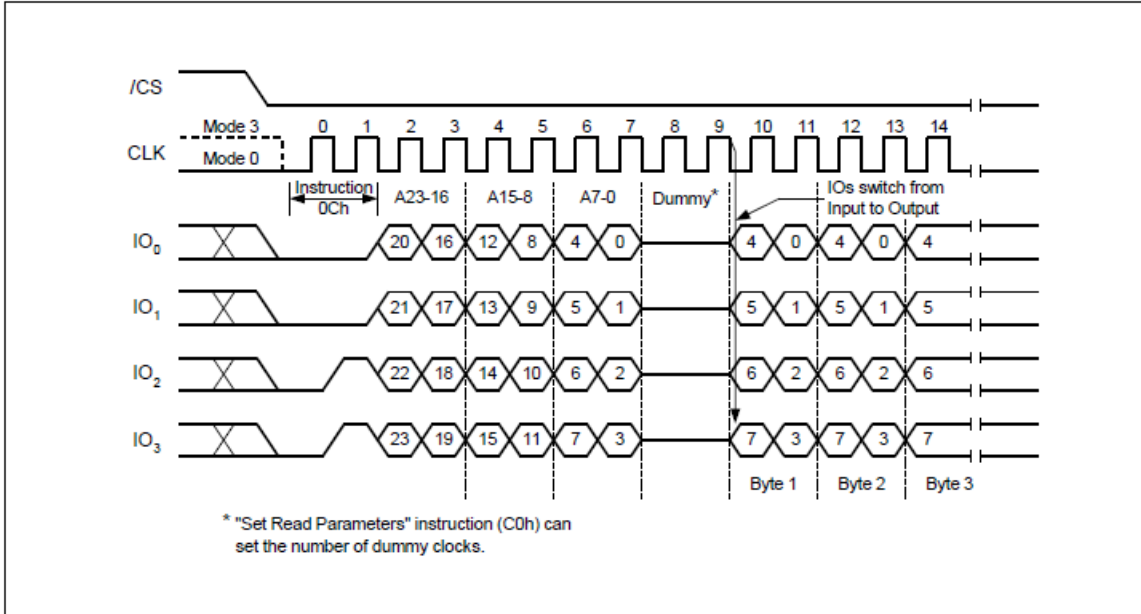 /CS
Mode 3 0 1 2 3 4 5 6 7 8 9 10 11 12 13 14
CLK Mode 0
Instruction A23-16 A15-8 A7-0 Dummy* IOs switch from
0Ch Input to Output
IO0 20 16 12 8 4 0 4 0 4 0 4
IO1 21 17 13 9 5 1 5 1 5 1 5
IO2 22 18 14 10 6 2 6 2 6 2 6
IO3 23 19 15 11 7 3 7 3 7 3 7
Byte 1 Byte 2 Byte 3
* "Set Read Parameters" instruction (C0h) can
set the number of dummy clocks.